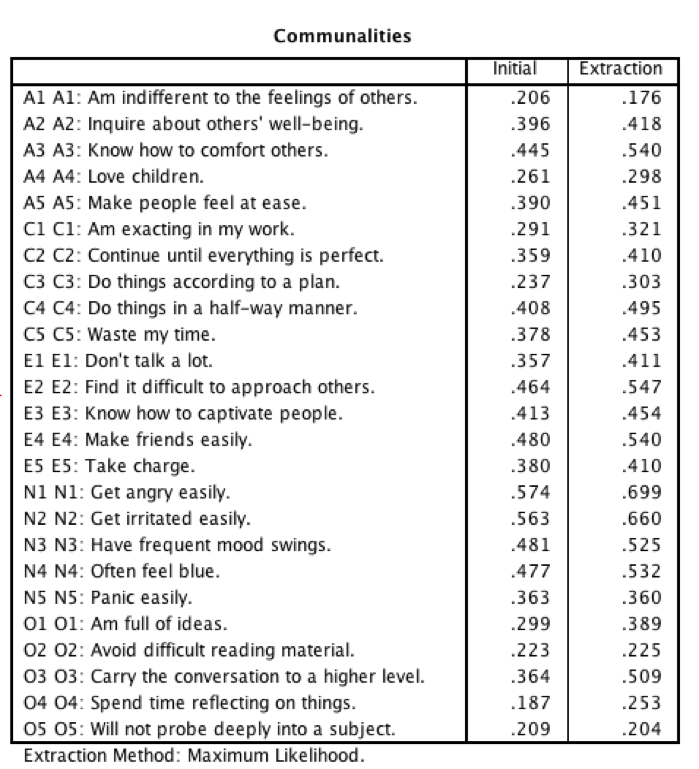 Communalities
Initial Extraction
A1 A1: Am indifferent to the feelings of others. .206 .176
A2 A2: Inquire about others' well-being. .396 .418
A3 A3: Know how to comfort others. .445 .540
A4 A4: Love children. .261 .298
A5 A5: Make people feel at ease. .390 .451
C1 C1: Am exacting in my work. .291 .321
C2 C2: Continue until everything is perfect. .359 .410
C3 C3: Do things according to a plan. .237 .303
C4 C4: Do things in a half-way manner. .408 .495
C5 C5: Waste my time. .378 .453
E1 E1: Don't talk a lot. .357 .411
E2 E2: Find it difficult to approach others. .464 .547
E3 E3: Know how to captivate people. .413 .454
E4 E4: Make friends easily. .480 .540
E5 E5: Take charge. .380 .410
N1 N1: Get angry easily. .574 .699
N2 N2: Get irritated easily. .563 .660
N3 N3: Have frequent mood swings. .481 .525
N4 N4: Often feel blue. .477 .532
N5 N5: Panic easily. .363 .360
O1 O1: Am full of ideas. .299 .389
O2 O2: Avoid difficult reading material. .223 .225
O3 O3: Carry the conversation to a higher level. .364 .509
O4 O4: Spend time reflecting on things. .187 .253
O5 O5: Will not probe deeply into a subject. .209 .204
Extraction Method: Maximum Likelihood.